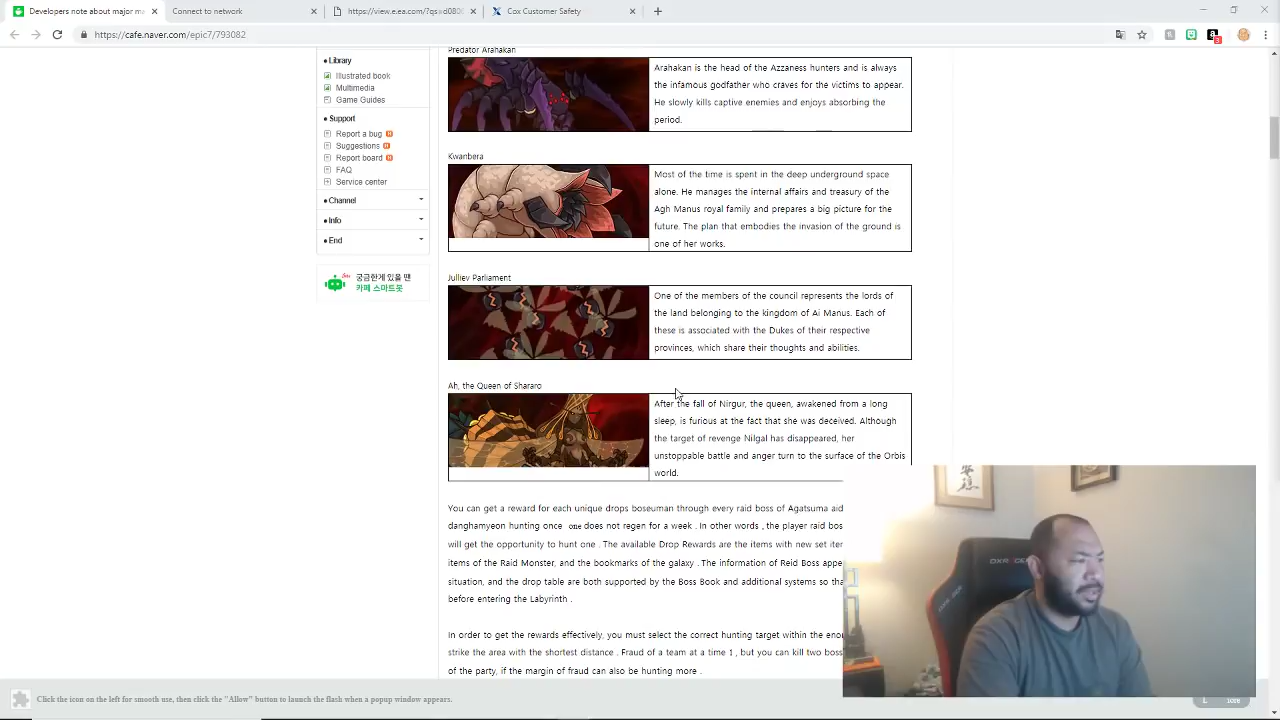 Developers note about major m
Connect to network
https://view.e.ea.com/?qs=d080
Cox Customer Safety
https://cafe.naver.com/epic7/793082
Library
Illustrated book
Multimedia
Game Guides
Support
Report a bug
Suggestions
Report board
FAQ
Service center
Channel
Info
End
궁금한게 있을 땐
카페 스마트봇
Predator Arahakan
Arahakan is the head of the Azzaness hunters and is always
the infamous godfather who craves for the victims to appear.
He slowly kills captive enemies and enjoys absorbing the
period.
Kwanbera
Most of the time is spent in the deep underground space
alone. He manages the internal affairs and treasury of the
Agh Manus royal family and prepares a big picture for the
future. The plan that embodies the invasion of the ground is
one of her works.
Julliev Parliament
One of the members of the council represents the lords of
the land belonging to the kingdom of Ai Manus. Each of
these is associated with the Dukes of their respective
provinces, which share their thoughts and abilities.
Ah, the Queen of Shararo
After the fall of Nirgur, the queen, awakened from a long
sleep, is furious at the fact that she was deceived. Although
the target of revenge Nilgal has disappeared, her
unstoppable battle and anger turn to the surface of the Orbis
world.
You can get a reward for each unique drops boseuman through every raid boss of Agatsuma aid
danghamyeon hunting once one does not regen for a week . In other words , the player raid bos
will get the opportunity to hunt one . The available Drop Rewards are the items with new set iter
items of the Raid Monster, and the bookmarks of the galaxy . The information of Reid Boss appe
situation, and the drop table are both supported by the Boss Book and additional systems so tha
before entering the Labyrinth .
In order to get the rewards effectively, you must select the correct hunting target within the eno
strike the area with the shortest distance . Fraud of a team at a time 1 , but you can kill two boss
of the party, if the margin of fraud can also be hunting more .
Click the icon on the left for smooth use, then click the "Allow" button to launch the flash when a popup window appears.